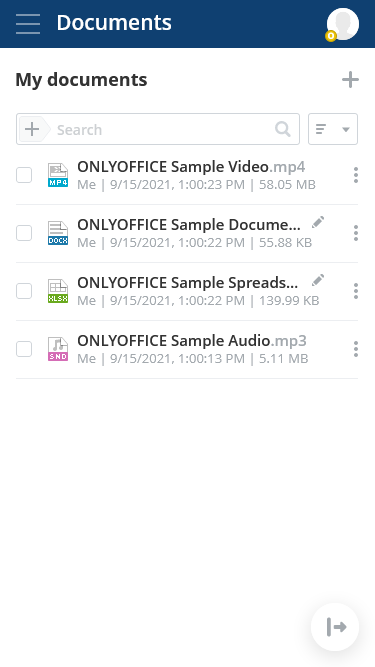 Documents
My documents
Search
ONLYOFFICE Sample Video.mp4
Me | 9/15/2021, 1:00:23 PM | 58.05 MB
MP4
ONLYOFFICE Sample Docume...
Me | 9/15/2021, 1:00:22 PM | 55.88 KB
DOCX
ONLYOFFICE Sample Spreads...
Me | 9/15/2021, 1:00:22 PM | 139.99 KB
XLSX
ONLYOFFICE Sample Audio.mp3
Me | 9/15/2021, 1:00:13 PM | 5.11 MB
SND